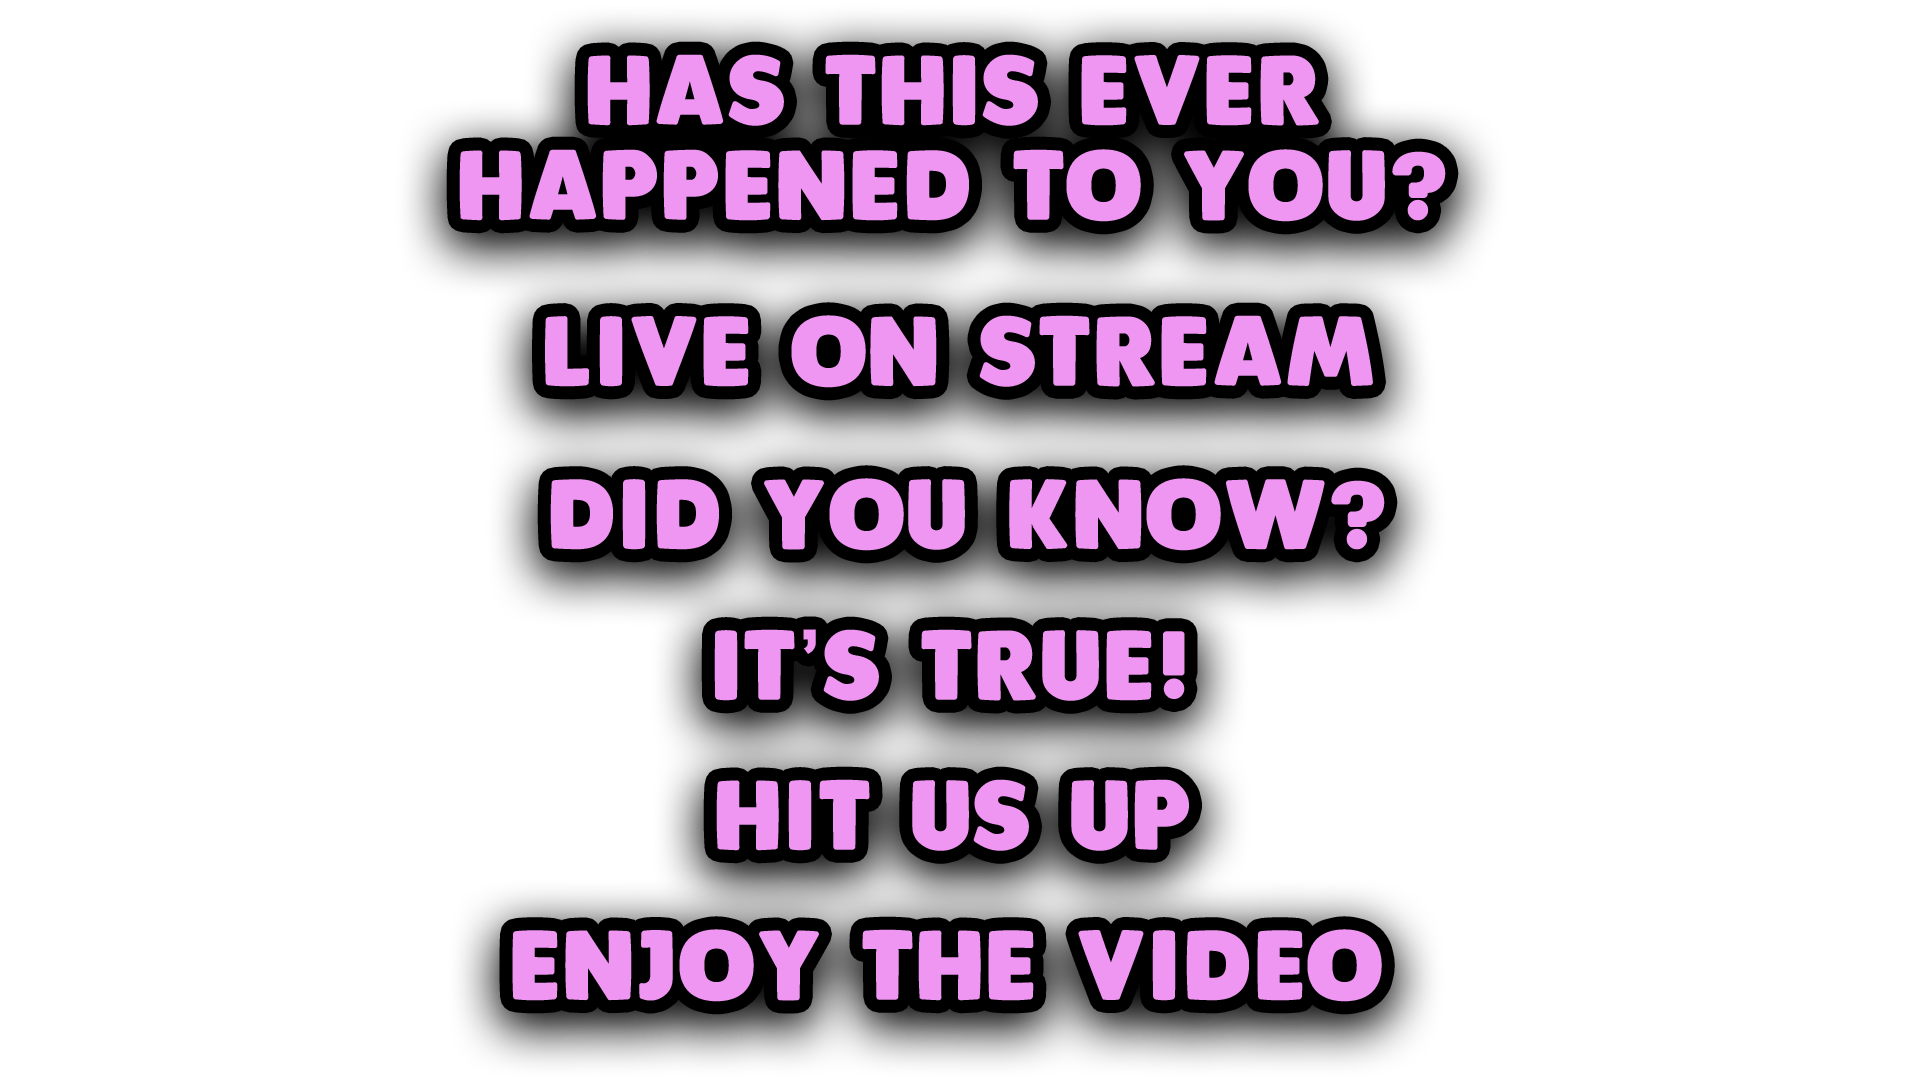 HAS THIS EVER
HAPPENED TO YOU?
LIVE ON STREAM
DID YOU KNOW?
IT’S TRUE!
HIT US UP
ENJOY THE VIDEO